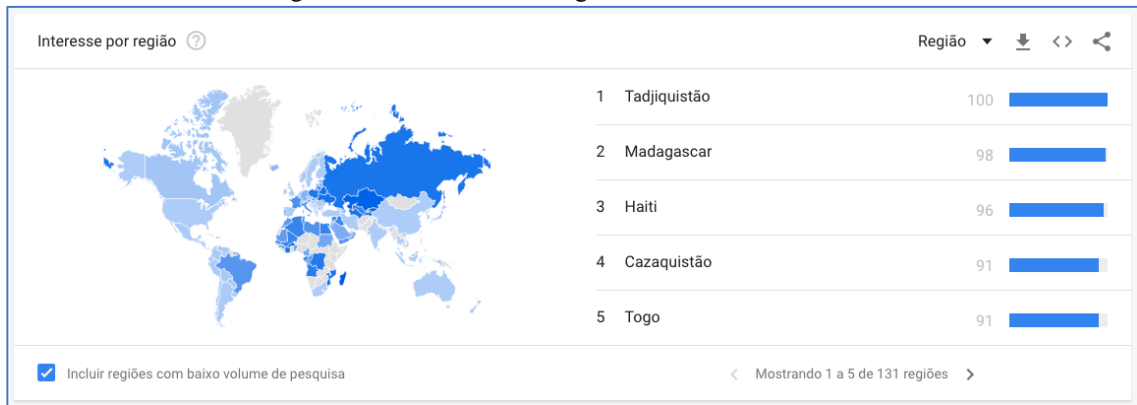 Interesse por região ?
Região
1 Tadjiquistão 100
2 Madagascar 98
3 Haiti 96
4 Cazaquistão 91
5 Togo 91
Incluir regiões com baixo volume de pesquisa
Mostrando 1 a 5 de 131 regiões